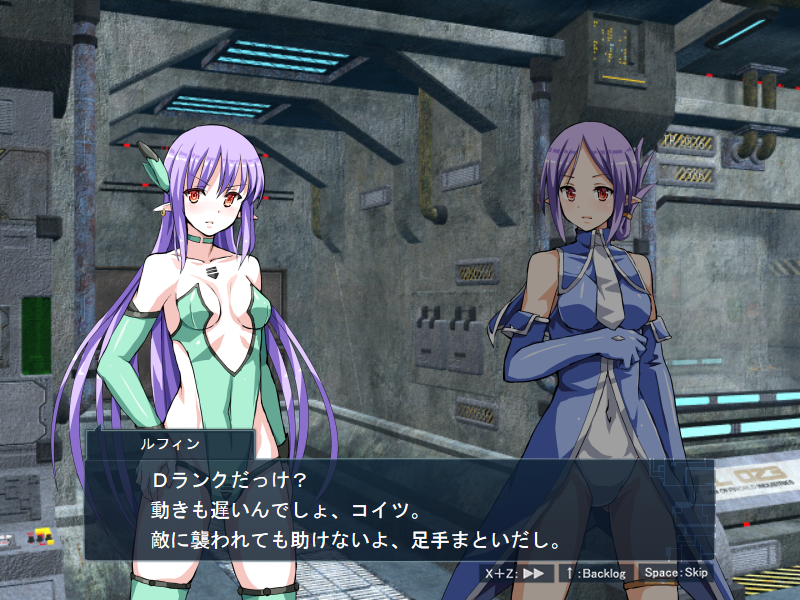 ルフィン
Dランクだっけ？
動きも遅いんでしょ、コイツ。
敵に襲われても助けないよ、足手まといだし。
X+Z:▶▶ ↑:Backlog Space:Skip